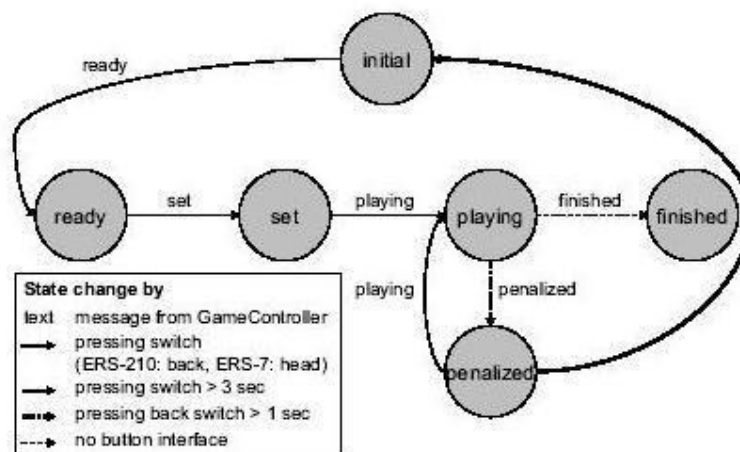 initial
ready
ready
set
set
playing
playing
finished
finished
playing
penalized
penalized
State change by
text message from GameController
pressing switch
(ERS-210: back, ERS-7: head)
pressing switch > 3 sec
pressing back switch > 1 sec
no button interface